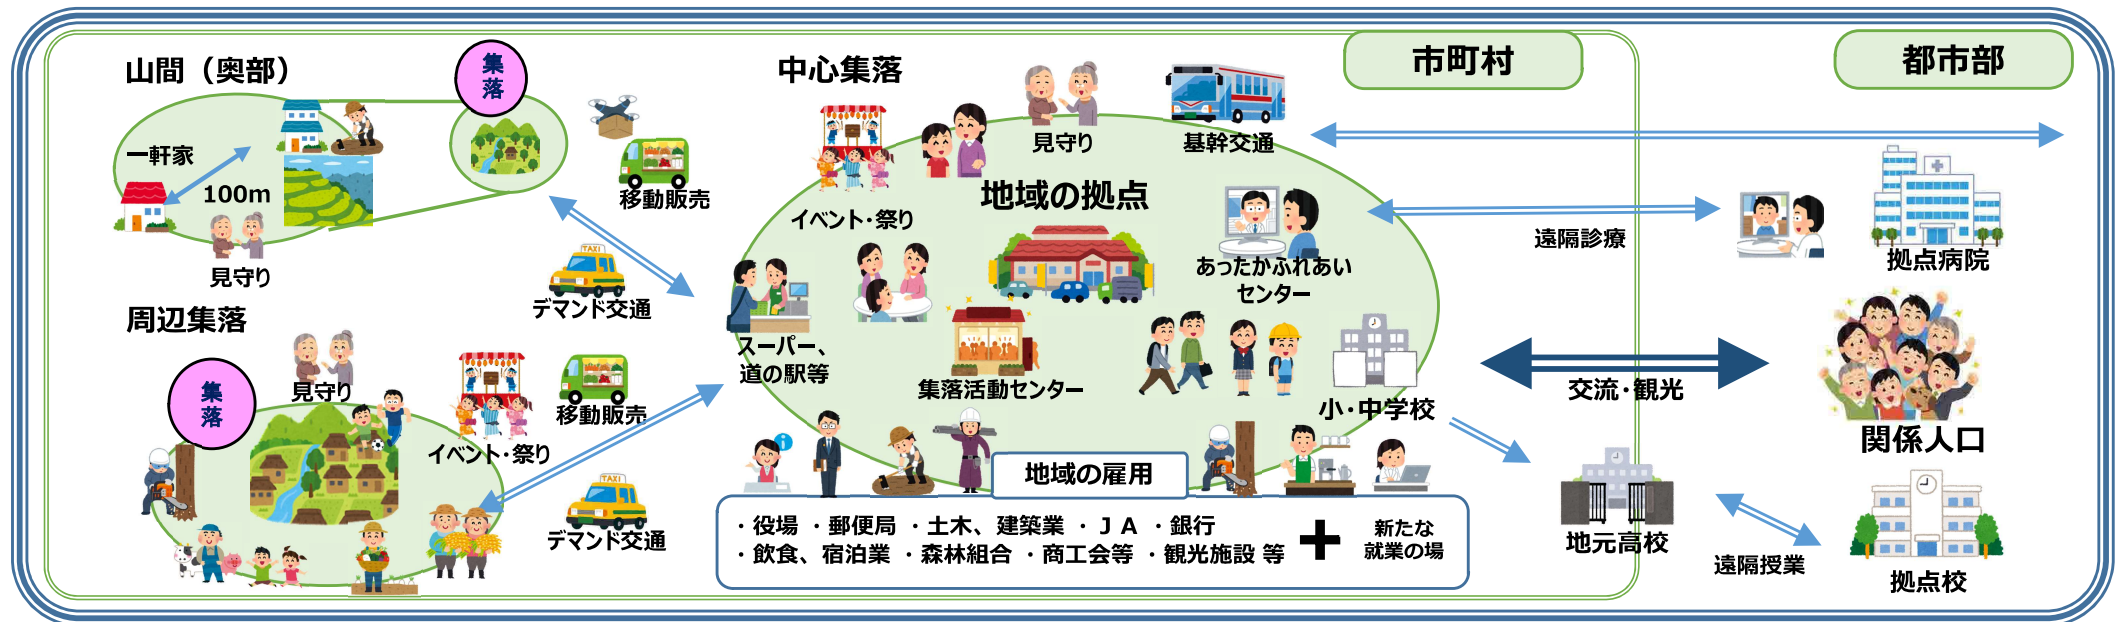 市町村
都市部
山間（奥部）
集
落
一軒家
100m
見守り
移動販売
TAXI
デマンド交通
周辺集落
集
落
見守り
イベント・祭り
移動販売
TAXI
デマンド交通
中心集落
見守り
基幹交通
イベント・祭り
地域の拠点
あったかふれあい
センター
スーパー、
道の駅等
集落活動センター
小・中学校
地域の雇用
・役場 ・郵便局 ・土木、建築業 ・ＪＡ ・銀行
・飲食、宿泊業 ・森林組合 ・商工会等 ・観光施設 等
＋
新たな
就業の場
遠隔診療
拠点病院
交流・観光
関係人口
地元高校
遠隔授業
拠点校